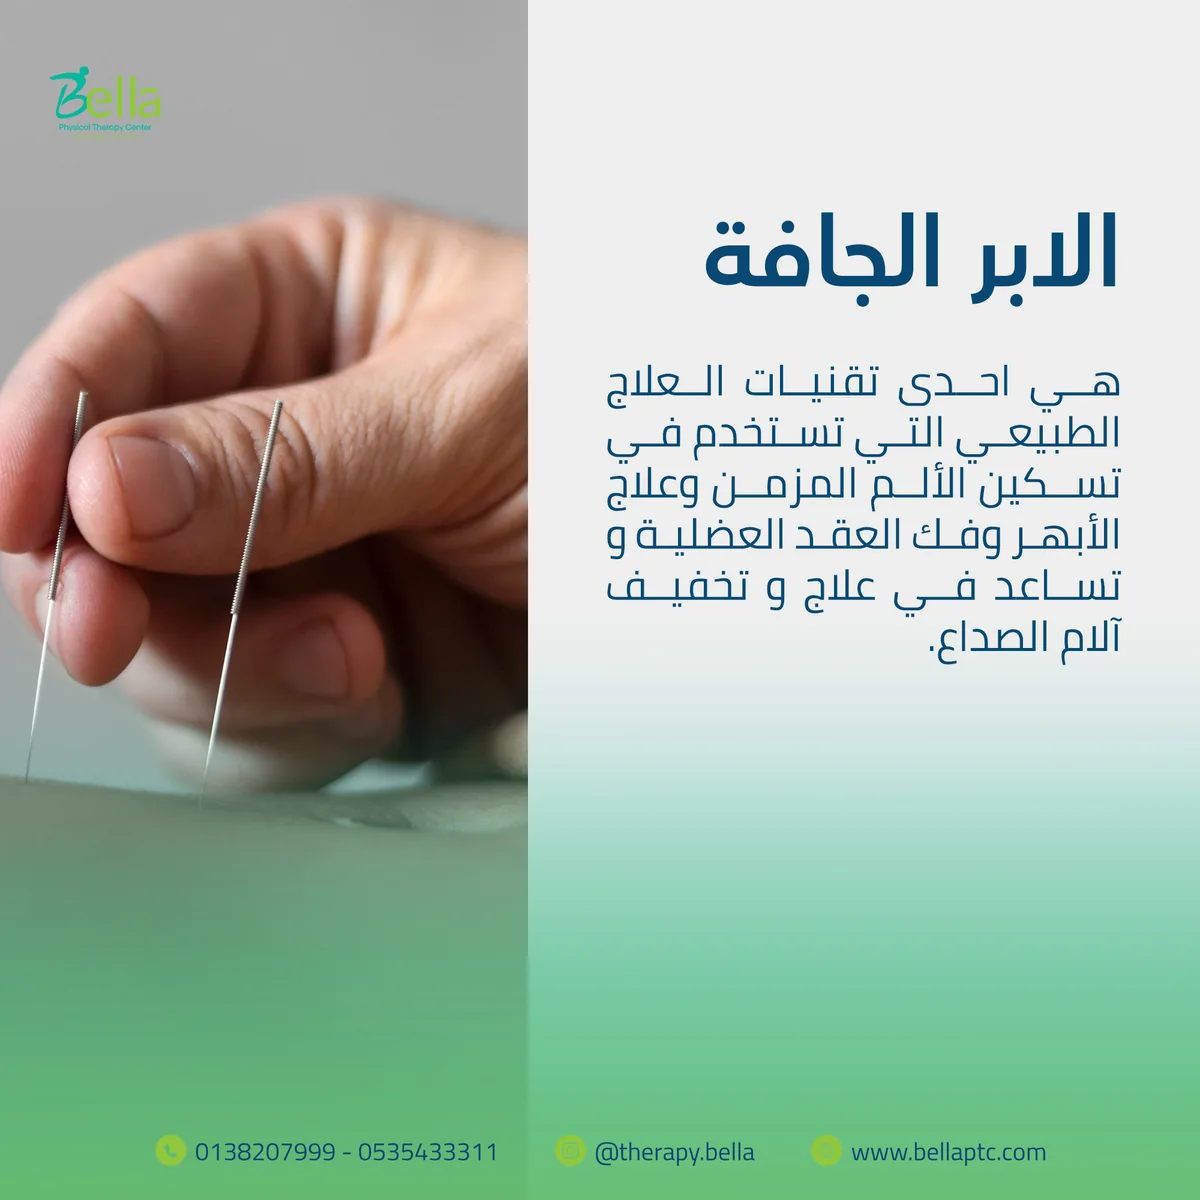 Bella
Physical Therapy Center
الابر الجافة
هي احدى تقنيات العلاج
الطبيعي التي تستخدم في
تسكين الألم المزمن وعلاج
الأبهر وفك العقد العضلية و
تساعد في علاج و تخفيف
آلام الصداع.
0138207999 - 0535433311
@therapy.bella
www.bellaptc.com